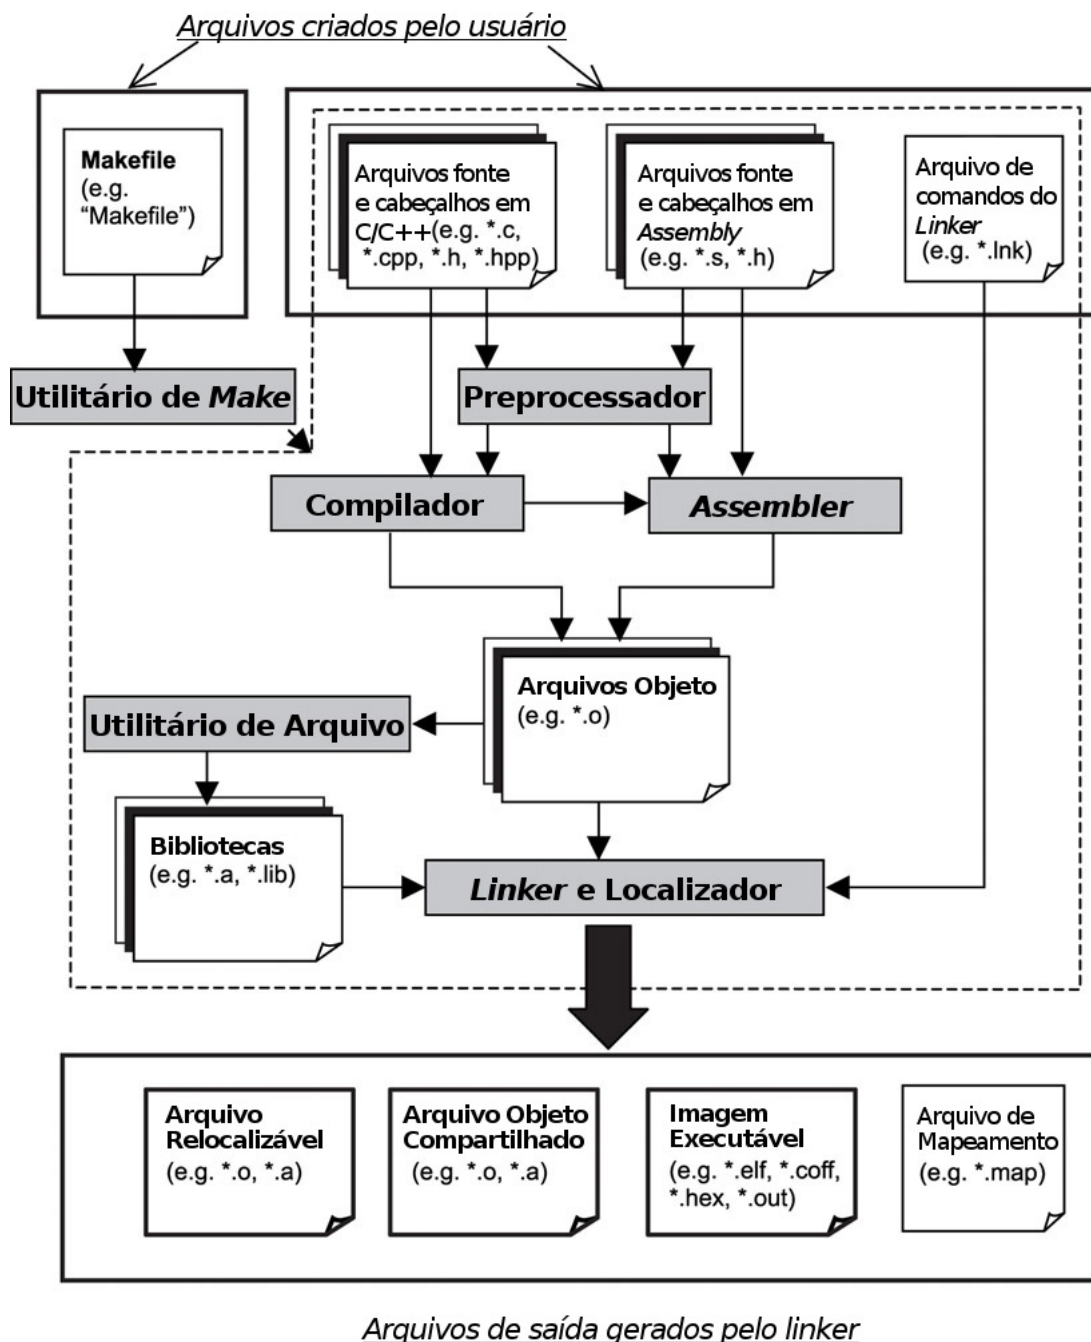 Arquivos criados pelo usuário
Makefile
(e.g.
“Makefile”)
Arquivos fonte
e cabeçalhos em
C/C++(e.g. *.c,
*.cpp, *.h, *.hpp)
Arquivos fonte
e cabeçalhos em
Assembly
(e.g. *.s, *.h)
Arquivo de
comandos do
Linker
(e.g. *.lnk)
Utilitário de Make
Preprocessador
Compilador
Assembler
Arquivos Objeto
(e.g. *.o)
Utilitário de Arquivo
Bibliotecas
(e.g. *.a, *.lib)
Linker e Localizador
Arquivo
Relocalizável
(e.g. *.o, *.a)
Arquivo Objeto
Compartilhado
(e.g. *.o, *.a)
Imagem
Executável
(e.g. *.elf, *.coff,
*.hex, *.out)
Arquivo de
Mapeamento
(e.g. *.map)
Arquivos de saída gerados pelo linker